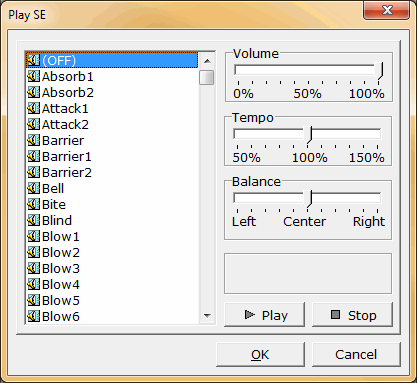 Play SE
(OFF)
Absorb1
Absorb2
Attack1
Attack2
Barrier
Barrier1
Barrier2
Bell
Bite
Blind
Blow1
Blow2
Blow3
Blow4
Blow5
Blow6
Volume
0% 50% 100%
Tempo
50% 100% 150%
Balance
Left Center Right
Play Stop
OK Cancel